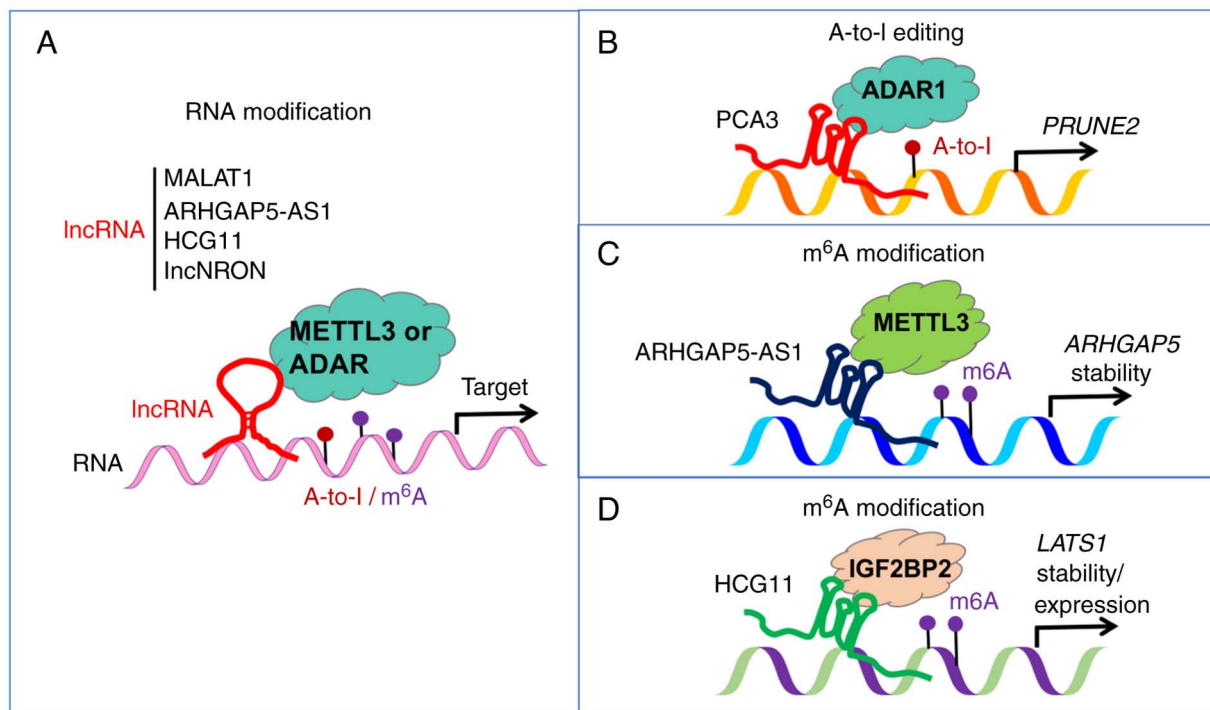 A
RNA modification
lncRNA
MALAT1
ARHGAP5-AS1
HCG11
lncNRON
METTL3 or
ADAR
lncRNA
Target
RNA
A-to-I / m⁶A
B
A-to-I editing
ADAR1
PCA3
A-to-I
PRUNE2
C
m⁶A modification
METTL3
ARHGAP5-AS1
m6A
ARHGAP5
stability
D
m⁶A modification
IGF2BP2
HCG11
m6A
LATS1
stability/
expression